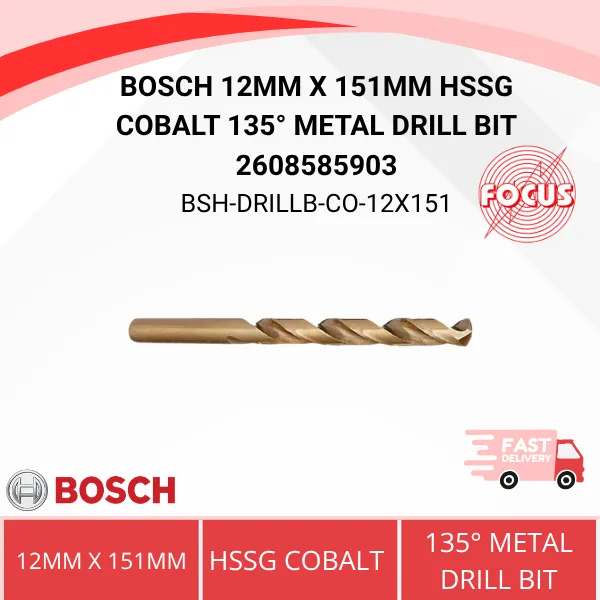 BOSCH 12MM X 151MM HSSG
COBALT 135° METAL DRILL BIT
2608585903
BSH-DRILLB-CO-12X151
FOCUS
FAST
DELIVERY
BOSCH
12MM X 151MM
HSSG COBALT
135° METAL
DRILL BIT